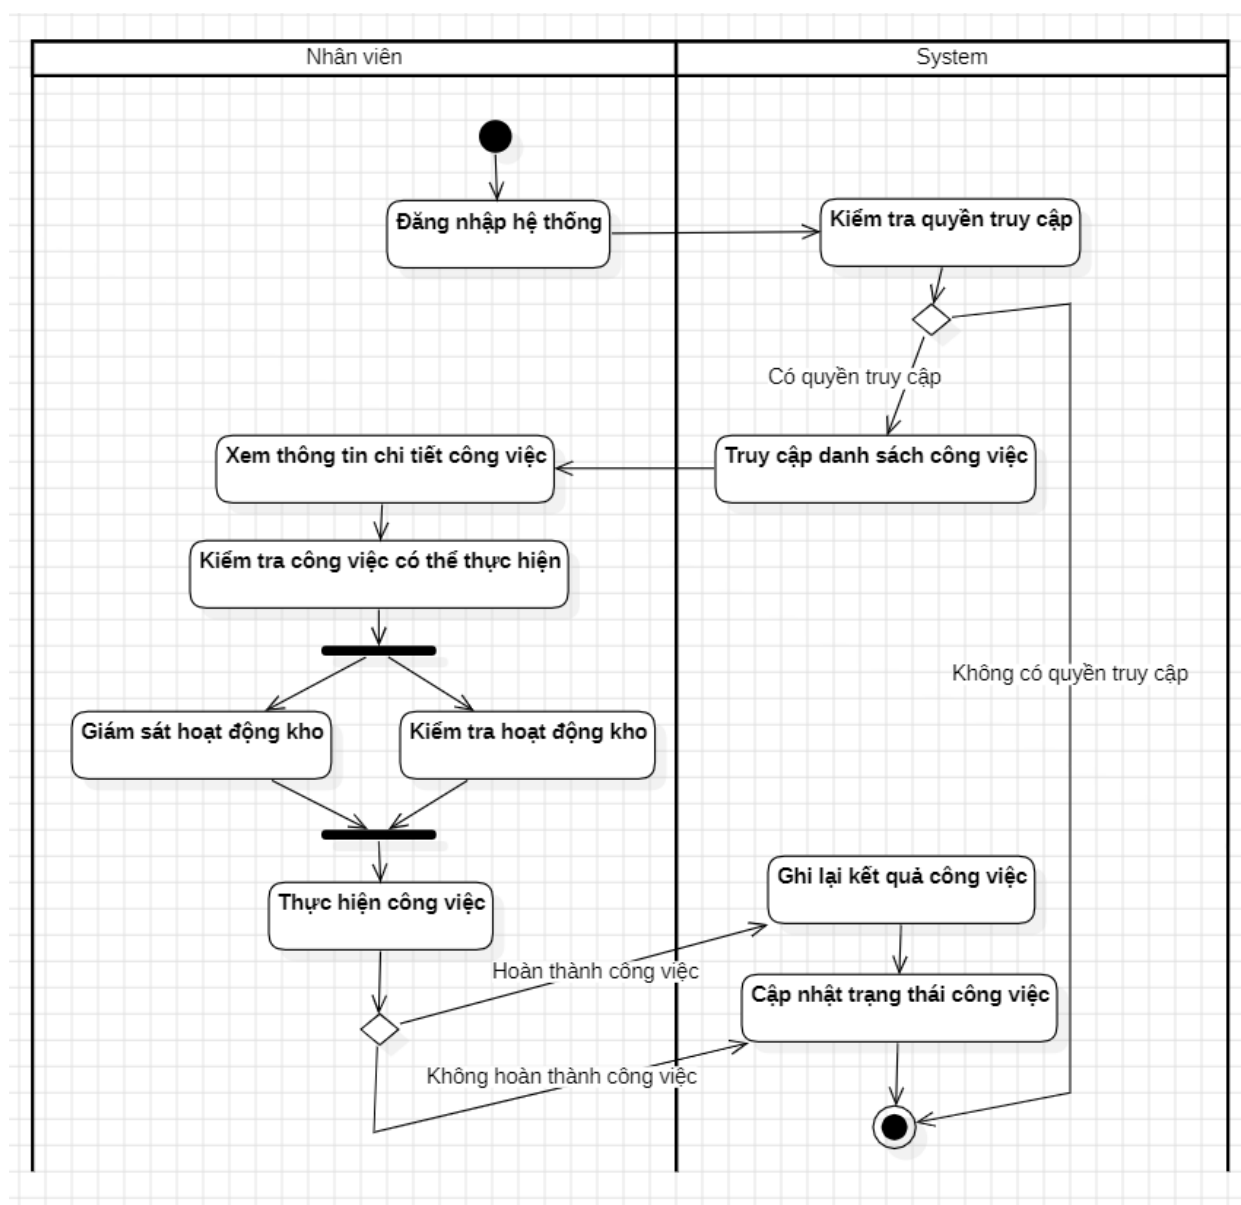 Nhân viên
System
Đăng nhập hệ thống
Kiểm tra quyền truy cập
Có quyền truy cập
Xem thông tin chi tiết công việc
Truy cập danh sách công việc
Kiểm tra công việc có thể thực hiện
Không có quyền truy cập
Giám sát hoạt động kho
Kiểm tra hoạt động kho
Ghi lại kết quả công việc
Thực hiện công việc
Hoàn thành công việc
Cập nhật trạng thái công việc
Không hoàn thành công việc